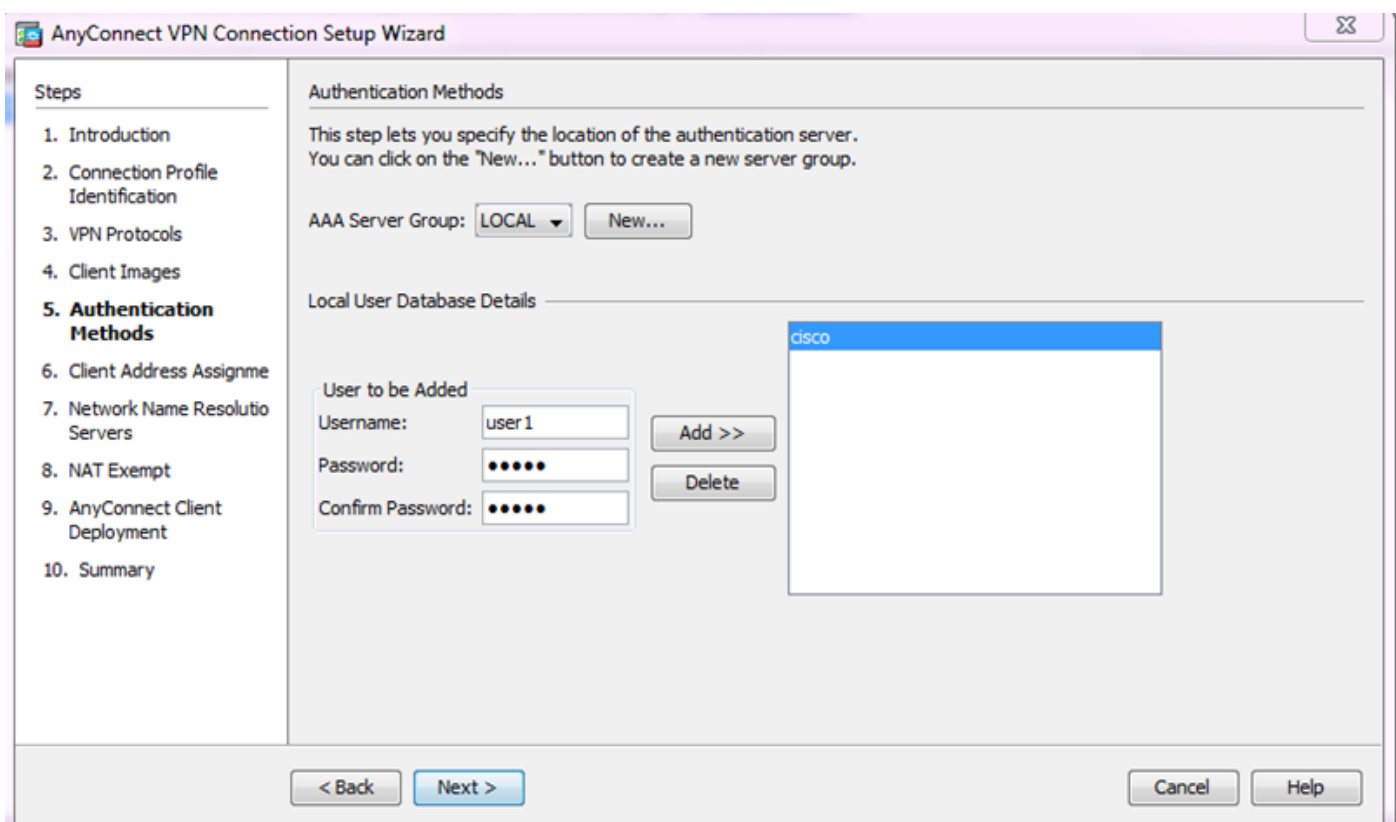 AnyConnect VPN Connection Setup Wizard
Steps
1. Introduction
2. Connection Profile
Identification
3. VPN Protocols
4. Client Images
5. Authentication
Methods
6. Client Address Assignme
7. Network Name Resolutio
Servers
8. NAT Exempt
9. AnyConnect Client
Deployment
10. Summary
Authentication Methods
This step lets you specify the location of the authentication server.
You can click on the "New..." button to create a new server group.
AAA Server Group: LOCAL New...
Local User Database Details
User to be Added
Username: user1
Password: •••••
Confirm Password: •••••
Add >>
Delete
cisco
< Back Next > Cancel Help